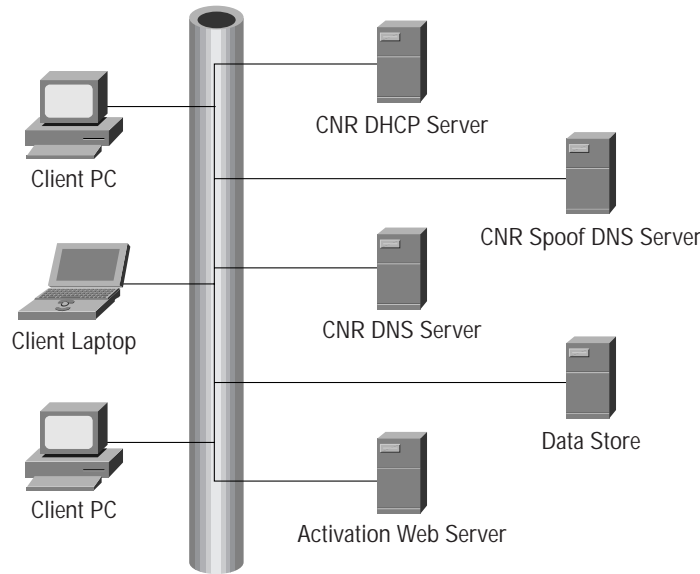 CNR DHCP Server
Client PC
CNR Spoof DNS Server
CNR DNS Server
Client Laptop
Data Store
Client PC
Activation Web Server